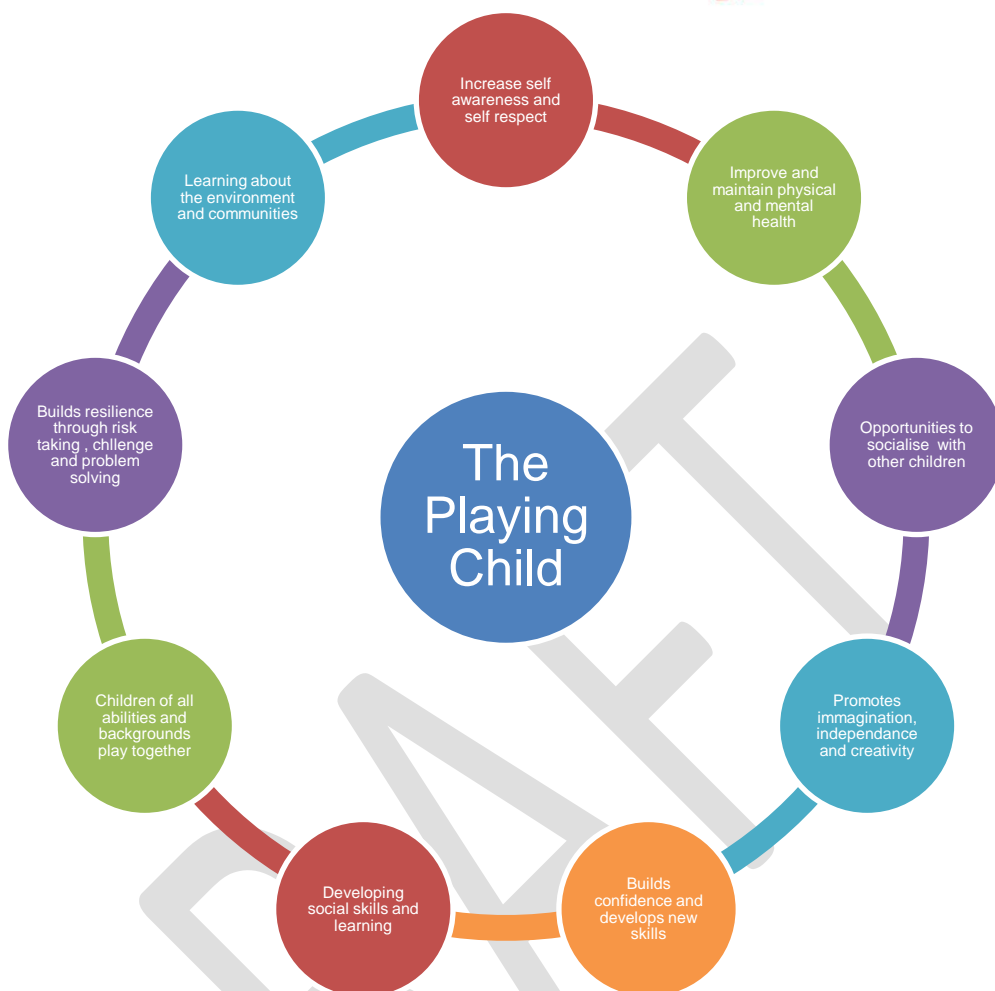 Increase self
awareness and
self respect
Improve and
maintain physical
and mental
health
Opportunities to
socialise with
other children
Promotes
immagination,
independance
and creativity
Builds
confidence and
develops new
skills
Developing
social skills and
learning
Children of all
abilities and
backgrounds
play together
Builds resilience
through risk
taking , chllenge
and problem
solving
Learning about
the environment
and communities
The
Playing
Child
DRAFT